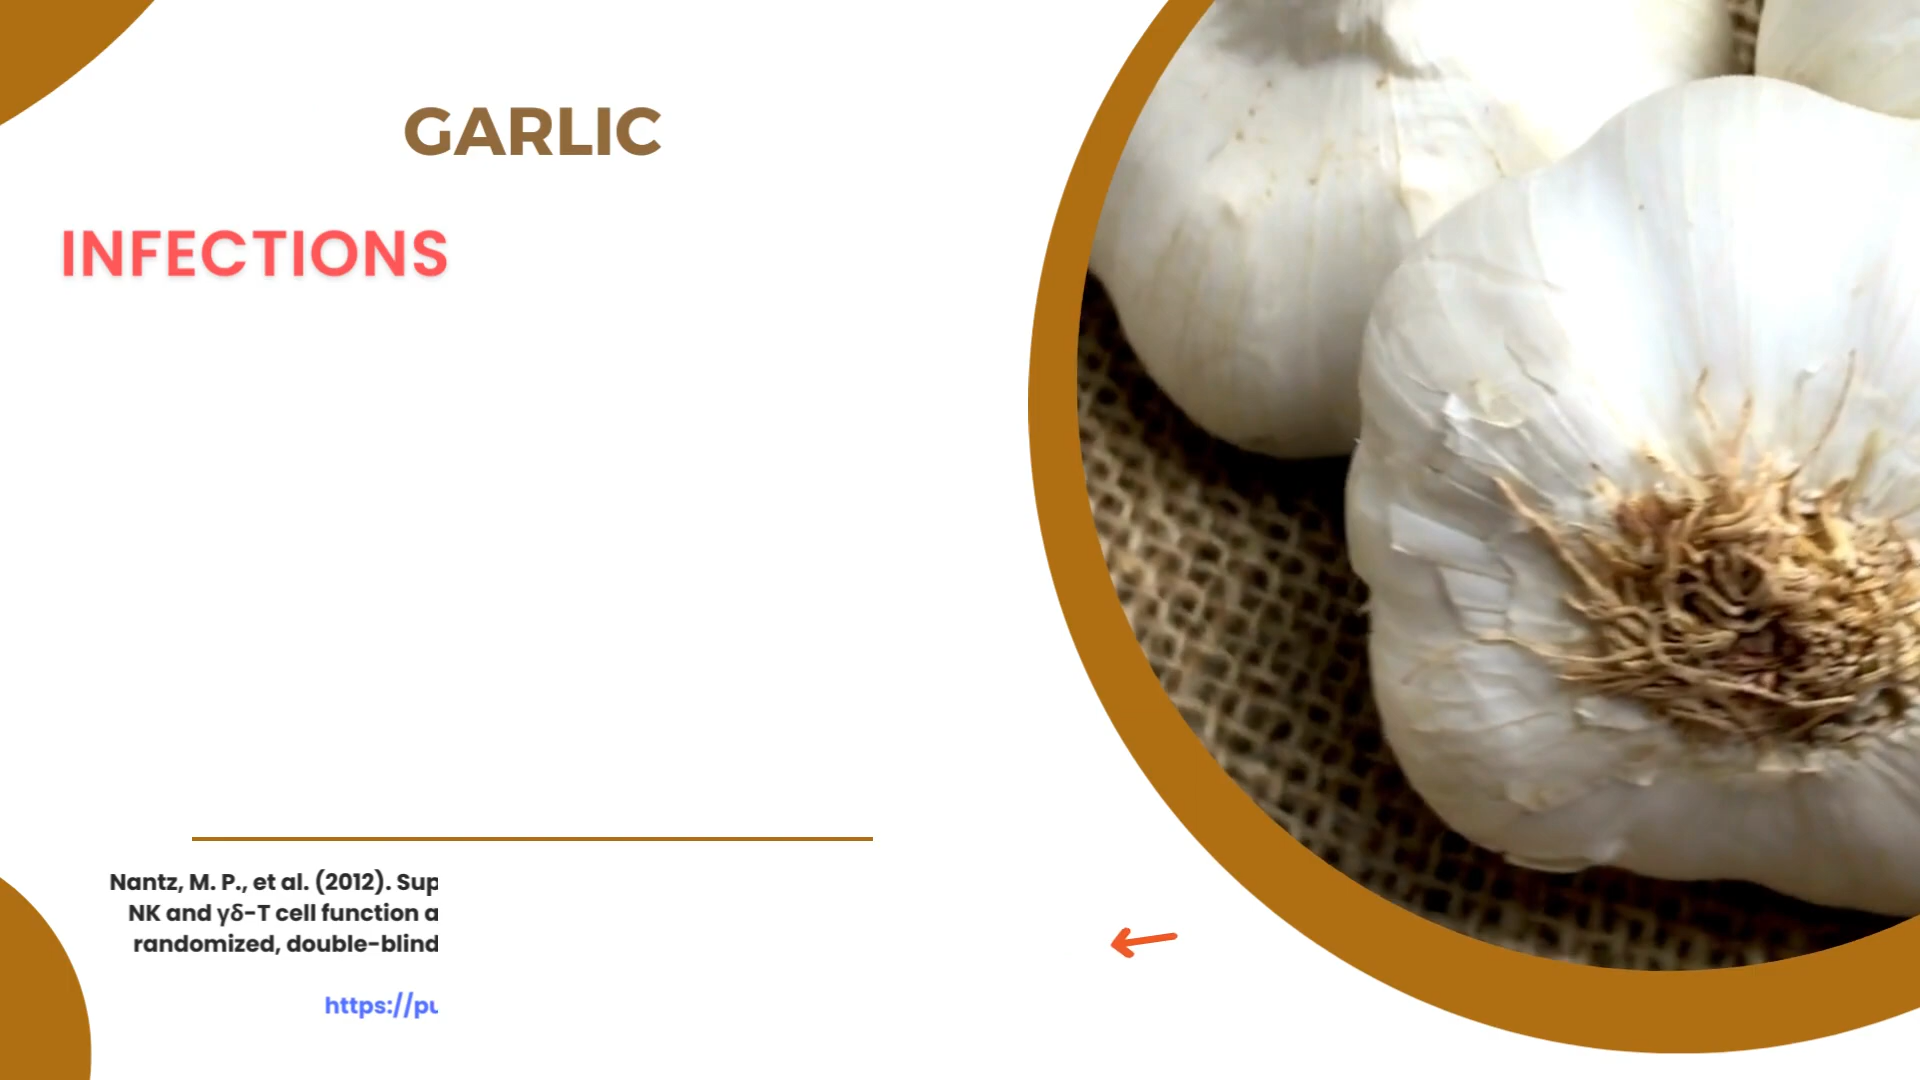 GARLIC
INFECTIONS
Nantz, M. P., et al. (2012). Sup
NK and γδ-T cell function a
randomized, double-blind
https://pu